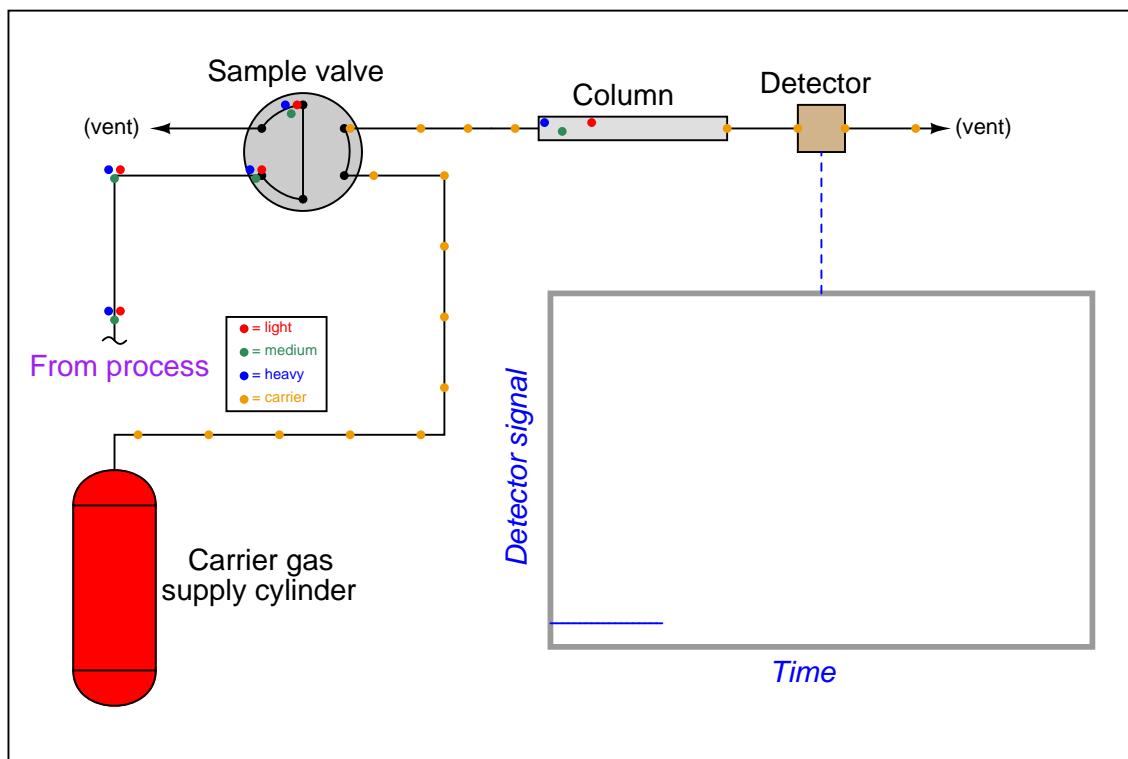 Sample valve
Column
Detector
(vent)
(vent)
= light
= medium
= heavy
= carrier
From process
Detector signal
Carrier gas
supply cylinder
Time